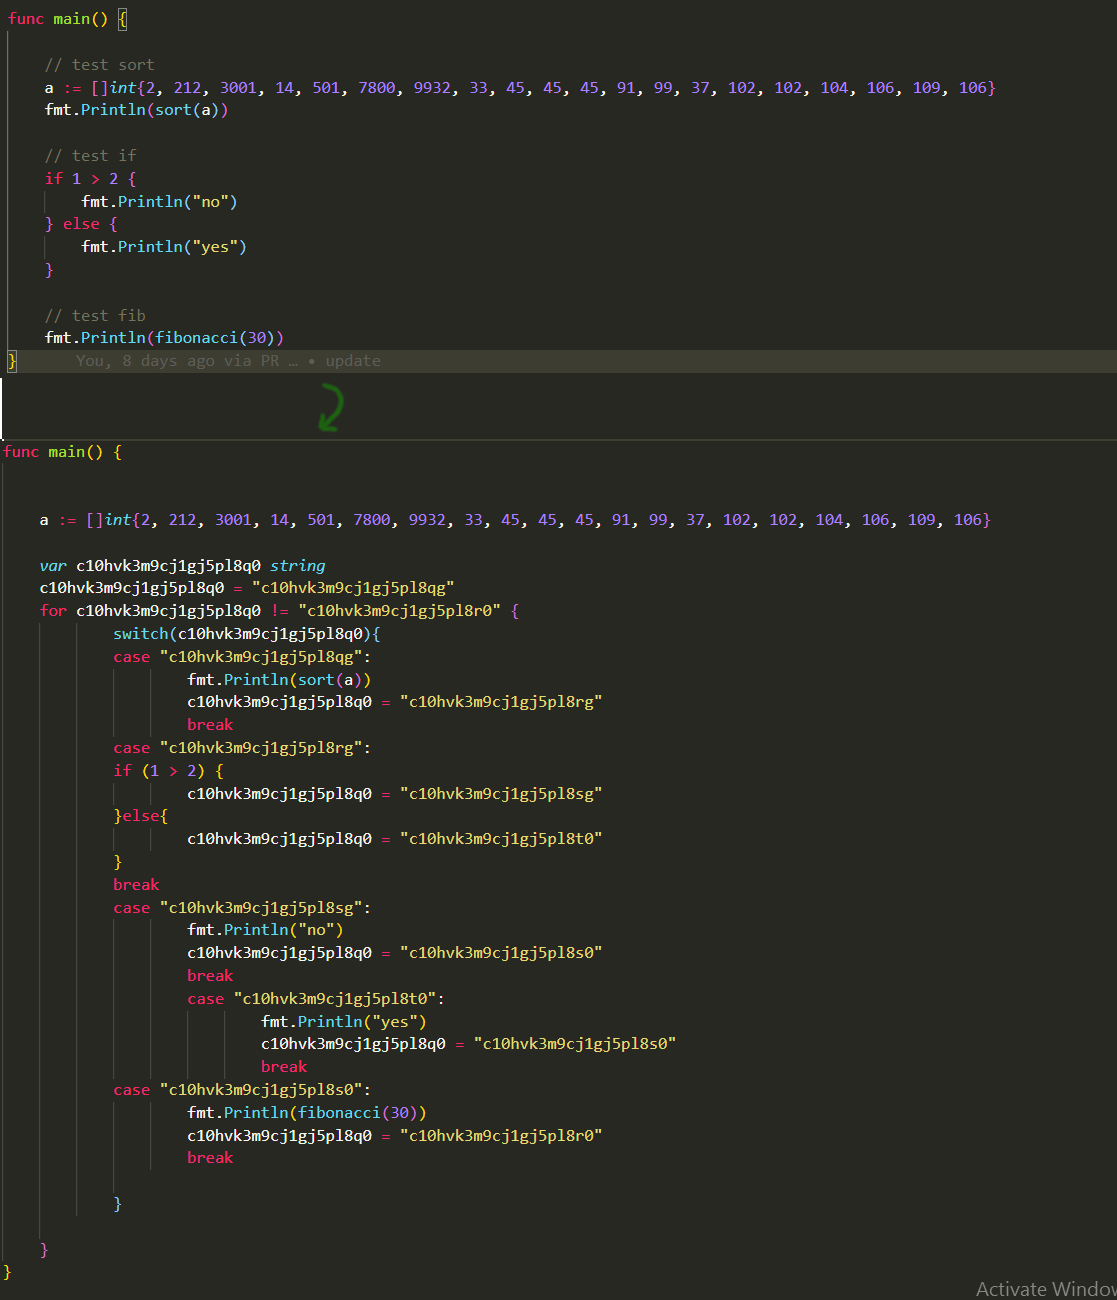 func main() {
// test sort
a := []int{2, 212, 3001, 14, 501, 7800, 9932, 33, 45, 45, 45, 91, 99, 37, 102, 102, 104, 106, 109, 106}
fmt.Println(sort(a))
// test if
if 1 > 2 {
fmt.Println("no")
} else {
fmt.Println("yes")
}
// test fib
fmt.Println(fibonacci(30))
} You, 8 days ago via PR … • update
func main() {
a := []int{2, 212, 3001, 14, 501, 7800, 9932, 33, 45, 45, 45, 91, 99, 37, 102, 102, 104, 106, 109, 106}
var c10hvk3m9cj1gj5pl8q0 string
c10hvk3m9cj1gj5pl8q0 = "c10hvk3m9cj1gj5pl8qg"
for c10hvk3m9cj1gj5pl8q0 != "c10hvk3m9cj1gj5pl8r0" {
switch(c10hvk3m9cj1gj5pl8q0){
case "c10hvk3m9cj1gj5pl8qg":
fmt.Println(sort(a))
c10hvk3m9cj1gj5pl8q0 = "c10hvk3m9cj1gj5pl8rg"
break
case "c10hvk3m9cj1gj5pl8rg":
if (1 > 2) {
c10hvk3m9cj1gj5pl8q0 = "c10hvk3m9cj1gj5pl8sg"
}else{
c10hvk3m9cj1gj5pl8q0 = "c10hvk3m9cj1gj5pl8t0"
}
break
case "c10hvk3m9cj1gj5pl8sg":
fmt.Println("no")
c10hvk3m9cj1gj5pl8q0 = "c10hvk3m9cj1gj5pl8s0"
break
case "c10hvk3m9cj1gj5pl8t0":
fmt.Println("yes")
c10hvk3m9cj1gj5pl8q0 = "c10hvk3m9cj1gj5pl8s0"
break
case "c10hvk3m9cj1gj5pl8s0":
fmt.Println(fibonacci(30))
c10hvk3m9cj1gj5pl8q0 = "c10hvk3m9cj1gj5pl8r0"
break
}
}
}
Activate Window